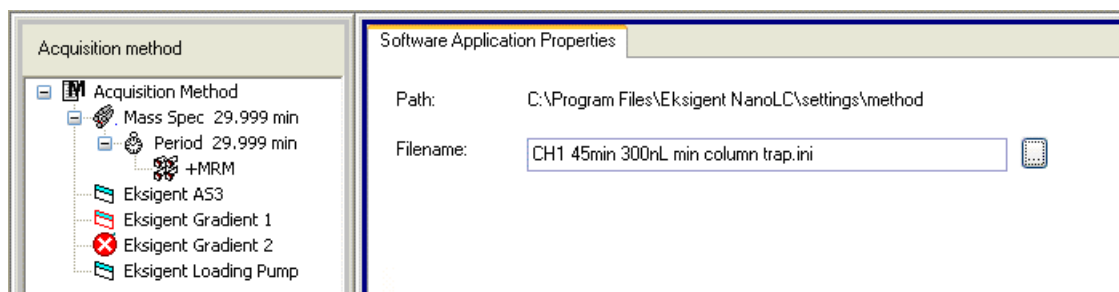 Acquisition method
Acquisition Method
Mass Spec 29.999 min
Period 29.999 min
+MRM
Eksigent AS3
Eksigent Gradient 1
Eksigent Gradient 2
Eksigent Loading Pump
Software Application Properties
Path: C:\Program Files\Eksigent NanoLC\settings\method
Filename: CH1 45min 300nL min column trap.ini ...